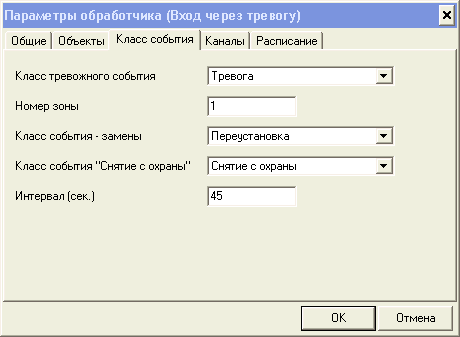 Параметры обработчика (Вход через тревогу)
Общие Объекты Класс события Каналы Расписание
Класс тревожного события Тревога
Номер зоны 1
Класс события - замены Переустановка
Класс события "Снятие с охраны" Снятие с охраны
Интервал (сек.) 45
OK Отмена